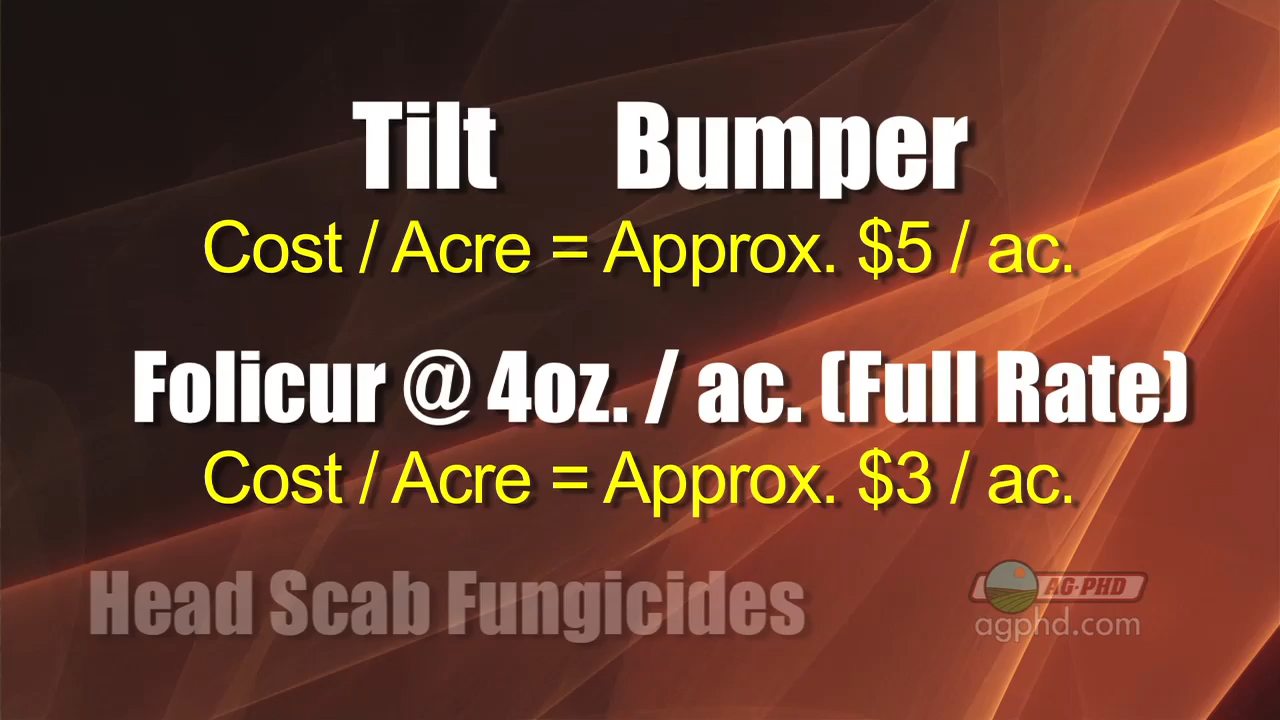 Tilt Bumper
Cost / Acre = Approx. $5 / ac.
Folicur @ 4oz. / ac. (Full Rate)
Cost / Acre = Approx. $3 / ac.
Head Scab Fungicides
AG-PHD
agphd.com